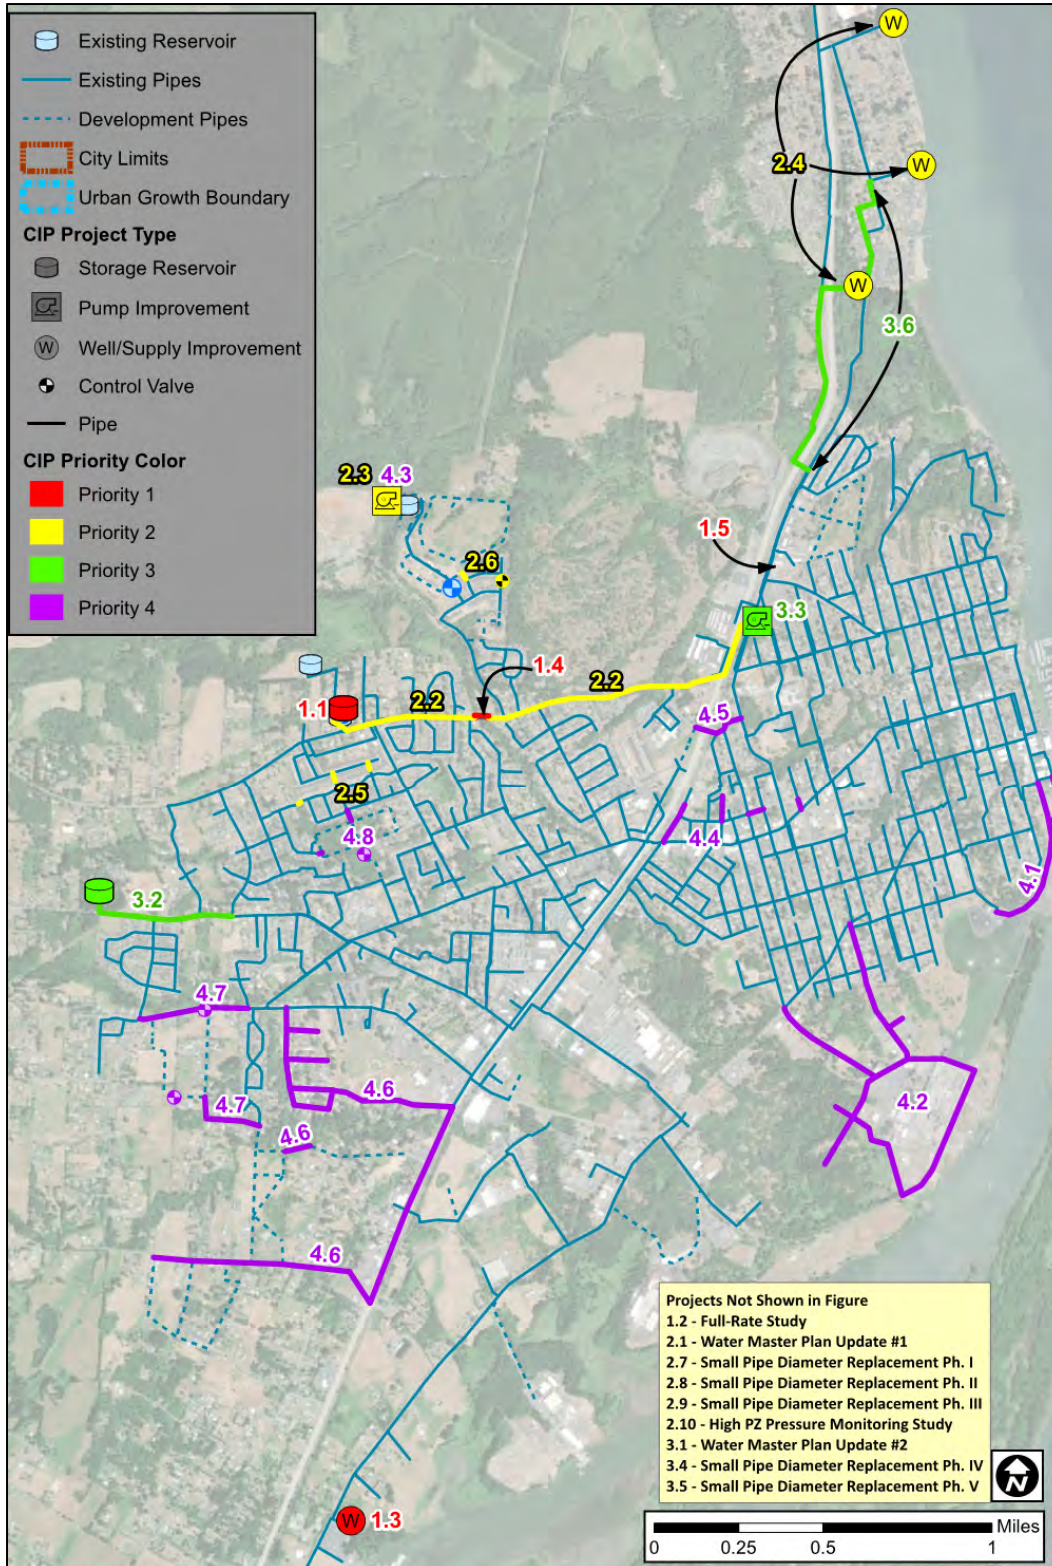 Existing Reservoir
Existing Pipes
Development Pipes
City Limits
Urban Growth Boundary
CIP Project Type
Storage Reservoir
Pump Improvement
W Well/Supply Improvement
Control Valve
Pipe
CIP Priority Color
Priority 1
Priority 2
Priority 3
Priority 4
W
2.4
W
W
3.6
2.3 4.3
1.5
2.6
3.3
1.4
2.2
2.2
1.1
4.5
2.5
4.8
4.4
4.1
3.2
4.7
4.6
4.2
4.7
4.6
4.6
Projects Not Shown in Figure
1.2 - Full-Rate Study
2.1 - Water Master Plan Update #1
2.7 - Small Pipe Diameter Replacement Ph. I
2.8 - Small Pipe Diameter Replacement Ph. II
2.9 - Small Pipe Diameter Replacement Ph. III
2.10 - High PZ Pressure Monitoring Study
3.1 - Water Master Plan Update #2
3.4 - Small Pipe Diameter Replacement Ph. IV
3.5 - Small Pipe Diameter Replacement Ph. V
N
W 1.3
Miles
0 0.25 0.5 1